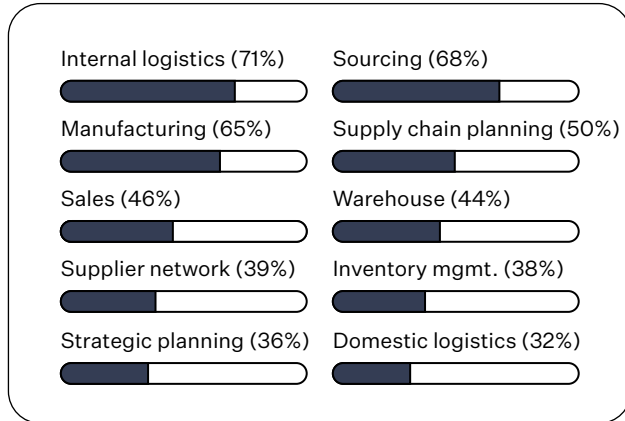 Internal logistics (71%)
Sourcing (68%)
Manufacturing (65%)
Supply chain planning (50%)
Sales (46%)
Warehouse (44%)
Supplier network (39%)
Inventory mgmt. (38%)
Strategic planning (36%)
Domestic logistics (32%)